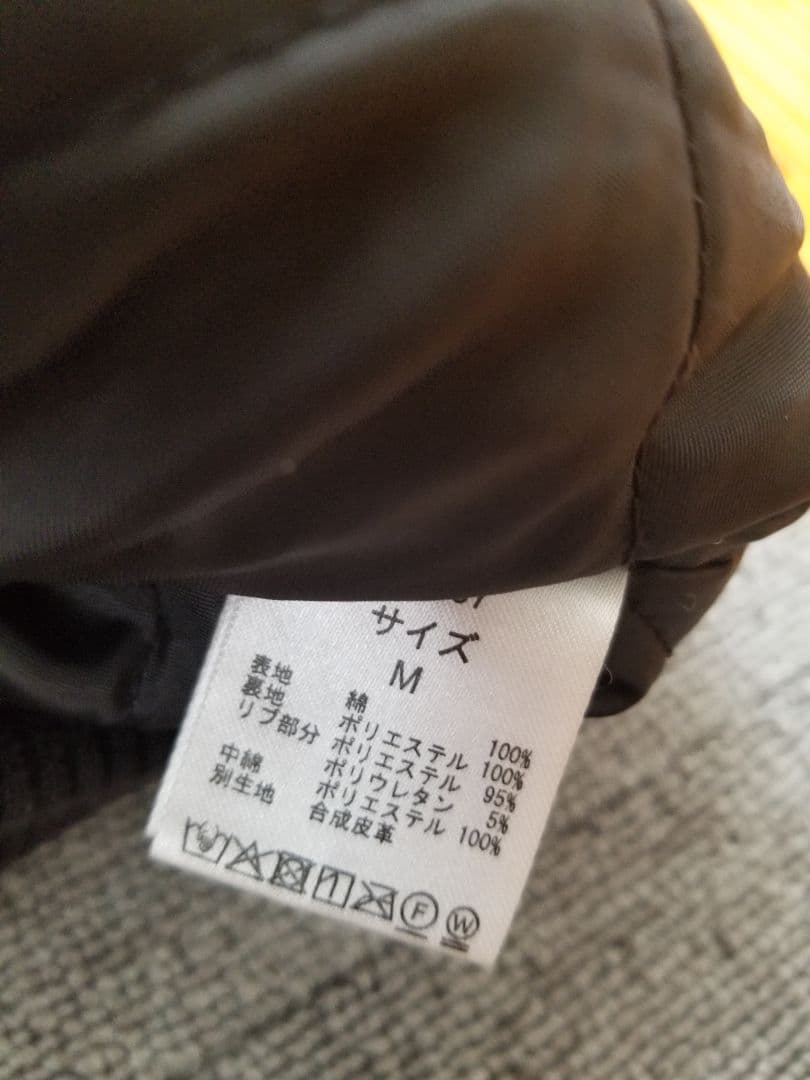 サイズ
M
表地 綿 100%
裏地 ポリエステル 100%
リブ部分 ポリエステル 95%
ポリウレタン 5%
中綿 ポリエステル 100%
別生地 合成皮革
F W